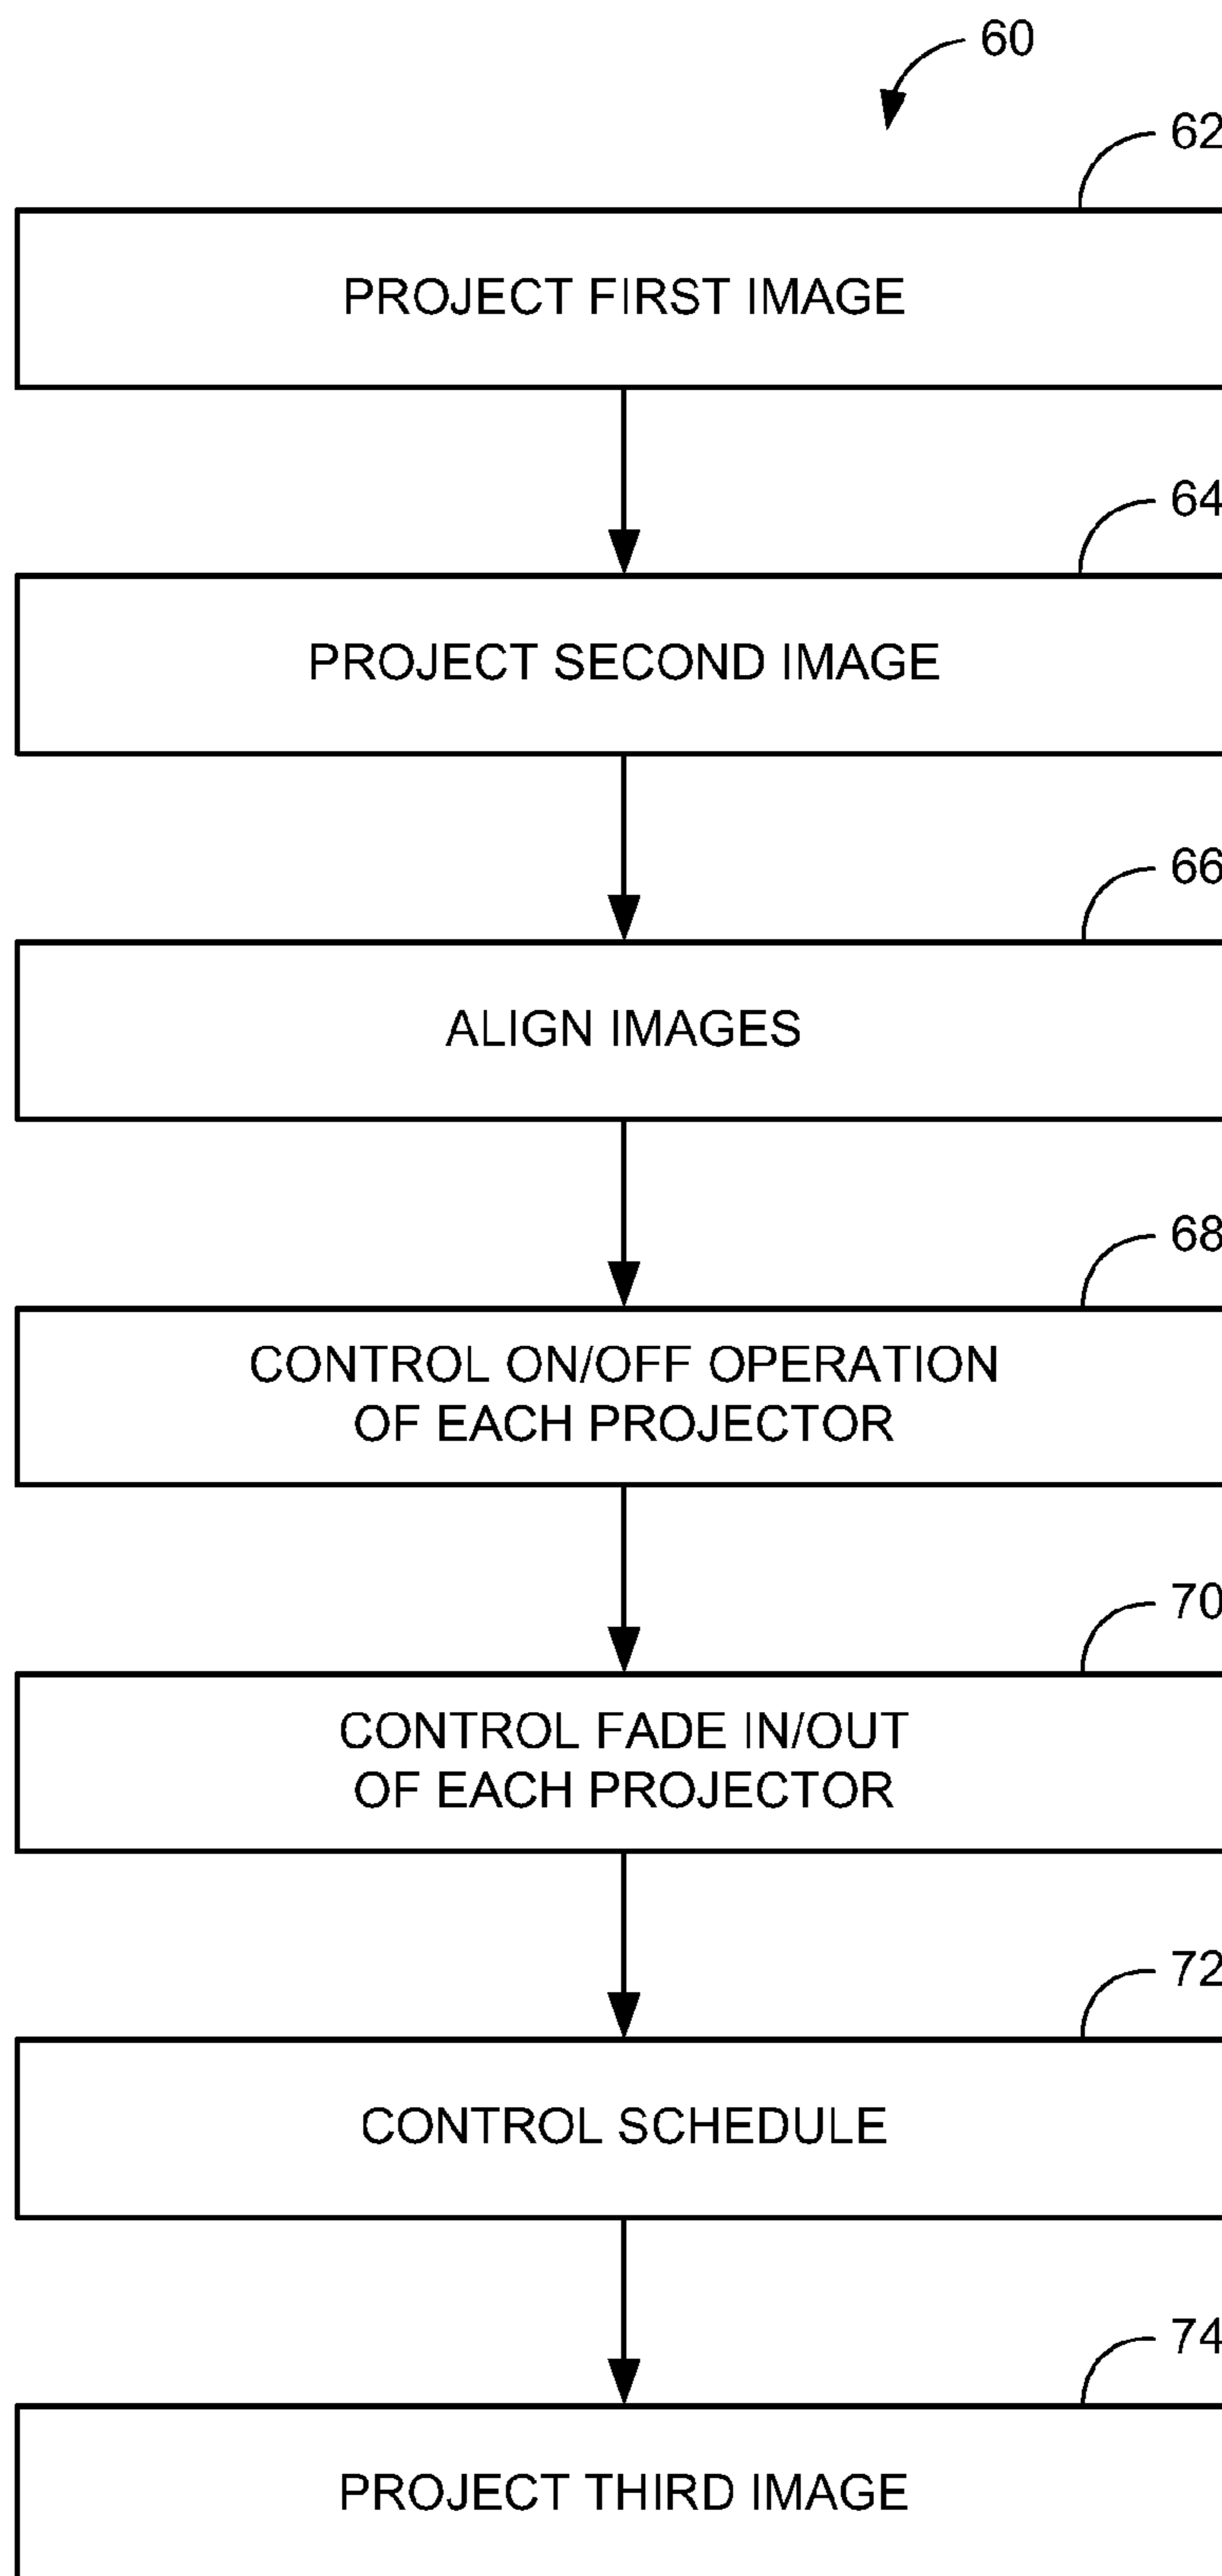 60
62
PROJECT FIRST IMAGE
64
PROJECT SECOND IMAGE
66
ALIGN IMAGES
68
CONTROL ON/OFF OPERATION
OF EACH PROJECTOR
70
CONTROL FADE IN/OUT
OF EACH PROJECTOR
72
CONTROL SCHEDULE
74
PROJECT THIRD IMAGE